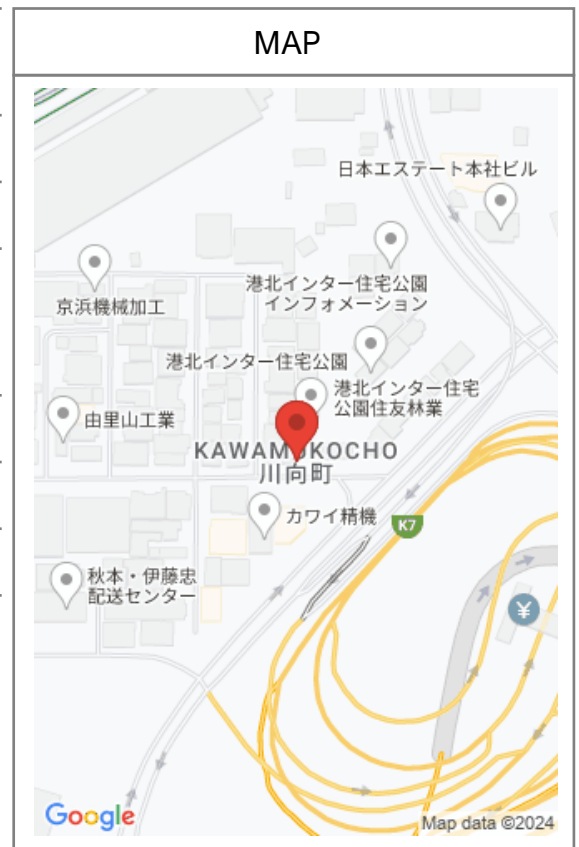 MAP
日本エステート本社ビル
港北インター住宅公園
インフォメーション
京浜機械加工
港北インター住宅公園
港北インター住宅
公園住友林業
由里山工業
KAWAMUKOCHO
川向町
カワイ精機
K7
秋本・伊藤忠
配送センター
¥
Google
Map data ©2024